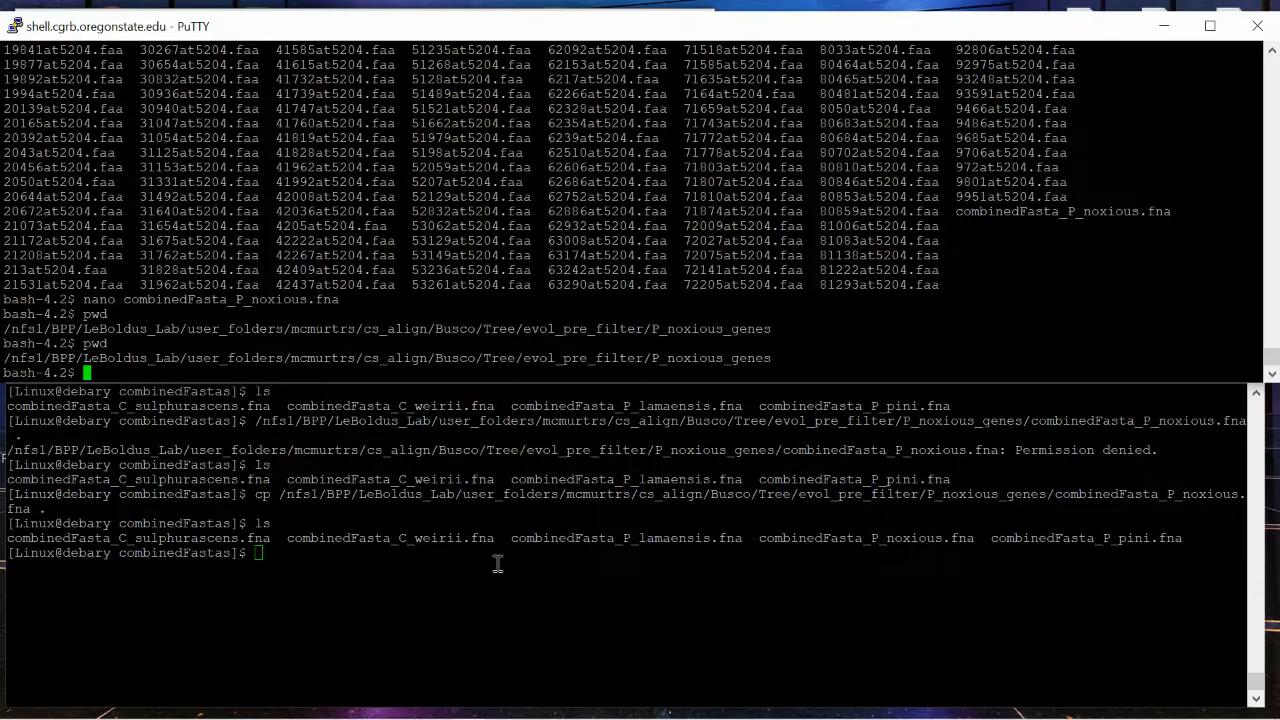 shell.cgrb.oregonstate.edu - PuTTY
19841at5204.faa 30267at5204.faa 41585at5204.faa 51235at5204.faa 62092at5204.faa 71518at5204.faa 8033at5204.faa 92806at5204.faa
19877at5204.faa 30654at5204.faa 41615at5204.faa 51268at5204.faa 62153at5204.faa 71585at5204.faa 80464at5204.faa 92975at5204.faa
19892at5204.faa 30832at5204.faa 41732at5204.faa 5128at5204.faa 6217at5204.faa 71635at5204.faa 80465at5204.faa 93248at5204.faa
1994at5204.faa 30936at5204.faa 41739at5204.faa 51489at5204.faa 62266at5204.faa 7164at5204.faa 80481at5204.faa 93591at5204.faa
20139at5204.faa 30940at5204.faa 41747at5204.faa 51521at5204.faa 62328at5204.faa 71659at5204.faa 8050at5204.faa 9466at5204.faa
20165at5204.faa 31047at5204.faa 41760at5204.faa 51662at5204.faa 62354at5204.faa 71743at5204.faa 80683at5204.faa 9486at5204.faa
20392at5204.faa 31054at5204.faa 41819at5204.faa 51979at5204.faa 6239at5204.faa 71772at5204.faa 80684at5204.faa 9685at5204.faa
2043at5204.faa 31125at5204.faa 41828at5204.faa 5198at5204.faa 62510at5204.faa 71778at5204.faa 80702at5204.faa 9706at5204.faa
20456at5204.faa 31153at5204.faa 41962at5204.faa 52059at5204.faa 62606at5204.faa 71803at5204.faa 80810at5204.faa 972at5204.faa
2050at5204.faa 31331at5204.faa 41992at5204.faa 5207at5204.faa 62686at5204.faa 71807at5204.faa 80846at5204.faa 9801at5204.faa
20644at5204.faa 31492at5204.faa 42008at5204.faa 52129at5204.faa 62752at5204.faa 71810at5204.faa 80858at5204.faa 9951at5204.faa
20672at5204.faa 31640at5204.faa 42036at5204.faa 52832at5204.faa 62886at5204.faa 71874at5204.faa 80859at5204.faa combinedFasta_P_noxious.fna
21073at5204.faa 31654at5204.faa 4205at5204.faa 53062at5204.faa 62932at5204.faa 72009at5204.faa 81006at5204.faa
21172at5204.faa 31675at5204.faa 42222at5204.faa 53129at5204.faa 63008at5204.faa 72027at5204.faa 81083at5204.faa
21208at5204.faa 31762at5204.faa 42267at5204.faa 53149at5204.faa 63174at5204.faa 72075at5204.faa 81138at5204.faa
213at5204.faa 31828at5204.faa 42409at5204.faa 53236at5204.faa 63242at5204.faa 72141at5204.faa 81222at5204.faa
21531at5204.faa 31962at5204.faa 42437at5204.faa 53261at5204.faa 63290at5204.faa 72205at5204.faa 81293at5204.faa
bash-4.2$ nano combinedFasta_P_noxious.fna
bash-4.2$ pwd
/nfs1/BPP/LeBoldus_Lab/user_folders/mcmurtrs/cs_align/Busco/Tree/evol_pre_filter/P_noxious_genes
bash-4.2$ pwd
/nfs1/BPP/LeBoldus_Lab/user_folders/mcmurtrs/cs_align/Busco/Tree/evol_pre_filter/P_noxious_genes
bash-4.2$
[Linux@debary combinedFastas]$ ls
combinedFasta_C_sulphurascens.fna combinedFasta_C_weirii.fna combinedFasta_P_lamaensis.fna combinedFasta_P_pini.fna
[Linux@debary combinedFastas]$ /nfs1/BPP/LeBoldus_Lab/user_folders/mcmurtrs/cs_align/Busco/Tree/evol_pre_filter/P_noxious_genes/combinedFasta_P_noxious.fna
.
/nfs1/BPP/LeBoldus_Lab/user_folders/mcmurtrs/cs_align/Busco/Tree/evol_pre_filter/P_noxious_genes/combinedFasta_P_noxious.fna: Permission denied.
[Linux@debary combinedFastas]$ ls
combinedFasta_C_sulphurascens.fna combinedFasta_C_weirii.fna combinedFasta_P_lamaensis.fna combinedFasta_P_pini.fna
[Linux@debary combinedFastas]$ cp /nfs1/BPP/LeBoldus_Lab/user_folders/mcmurtrs/cs_align/Busco/Tree/evol_pre_filter/P_noxious_genes/combinedFasta_P_noxious.
fna .
[Linux@debary combinedFastas]$ ls
combinedFasta_C_sulphurascens.fna combinedFasta_C_weirii.fna combinedFasta_P_lamaensis.fna combinedFasta_P_noxious.fna combinedFasta_P_pini.fna
[Linux@debary combinedFastas]$